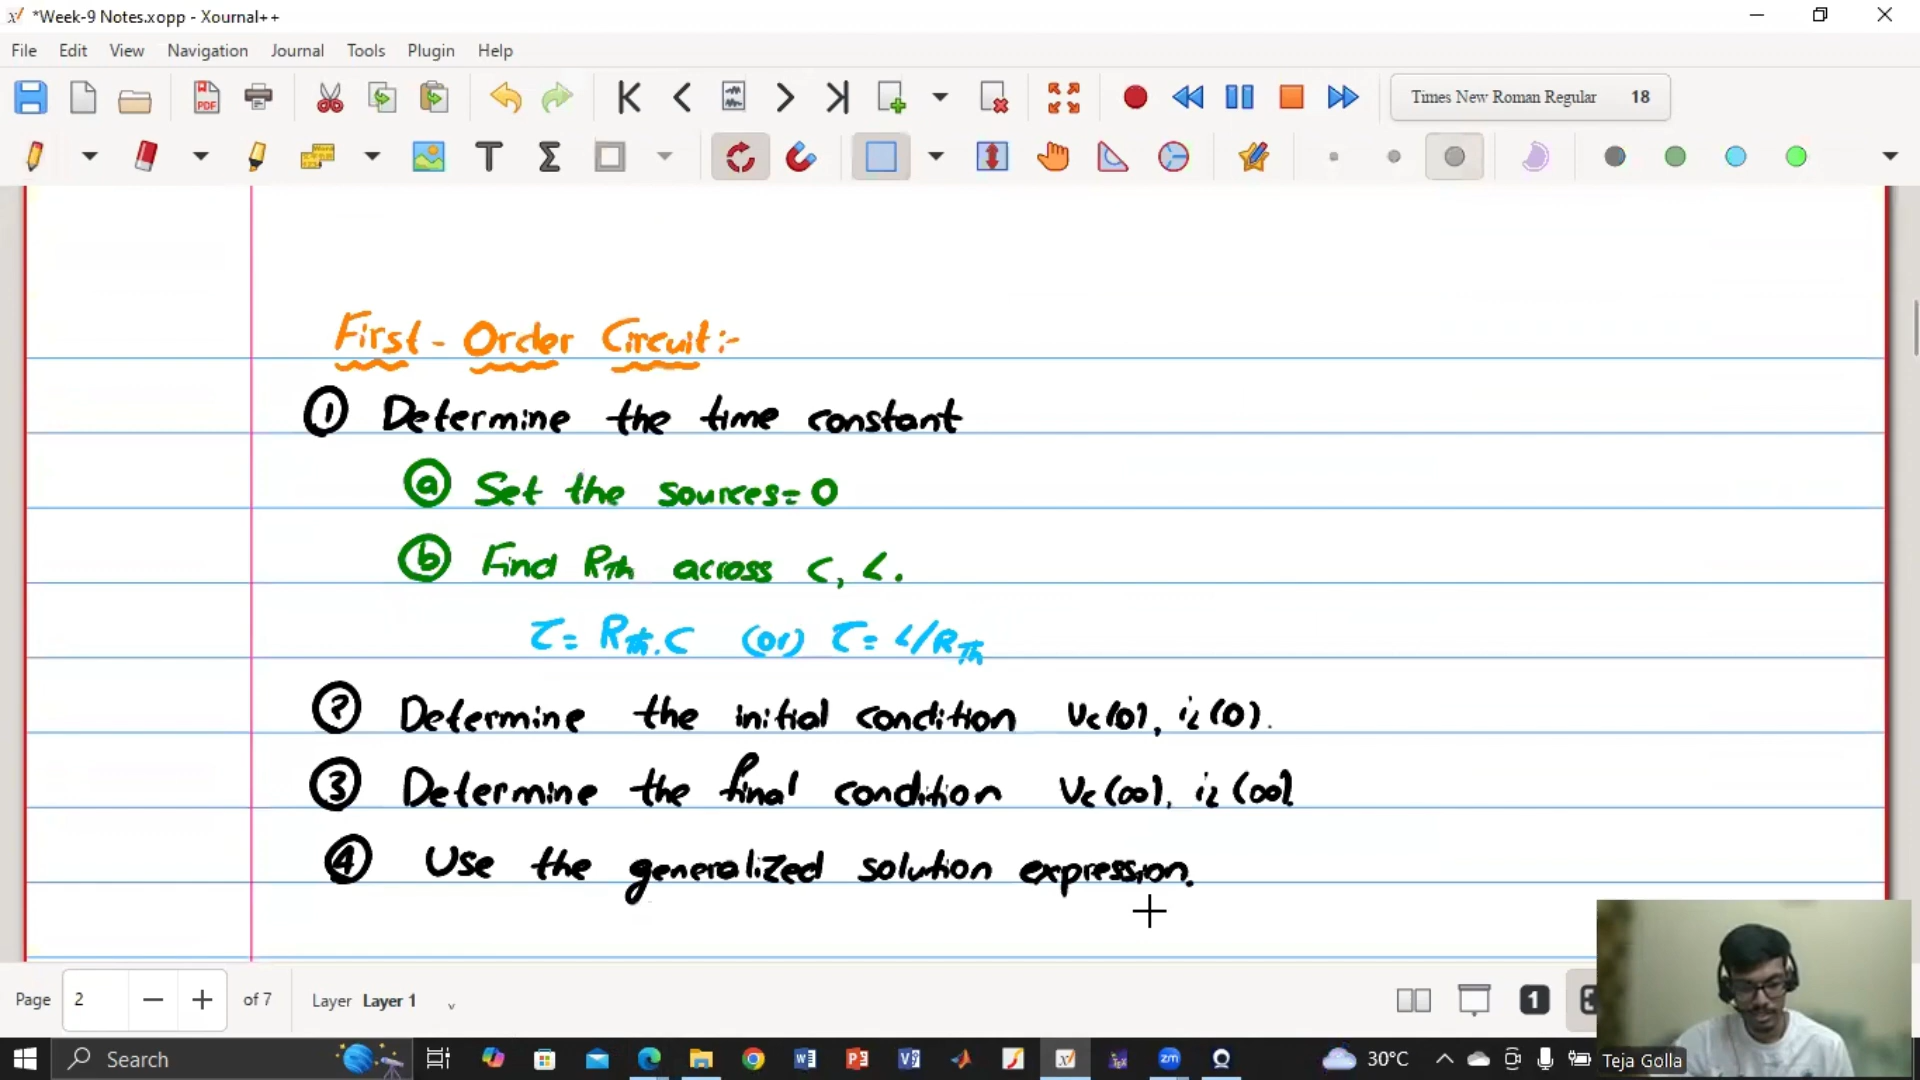 *Week-9 Notes.xopp - Xournal++
File Edit View Navigation Journal Tools Plugin Help
PDF
Times New Roman Regular 18
First-Order Circuit:-
① Determine the time constant
ⓐ Set the sources=0
ⓑ Find RTh across C, L.
τ= RTh.C (or) τ= L/RTh
② Determine the initial condition Vc(0), iL(0).
③ Determine the final condition Vc(∞), iL(∞)
④ Use the generalized solution expression.
Page 2 of 7 Layer Layer 1
1
Search
30°C
Teja Golla